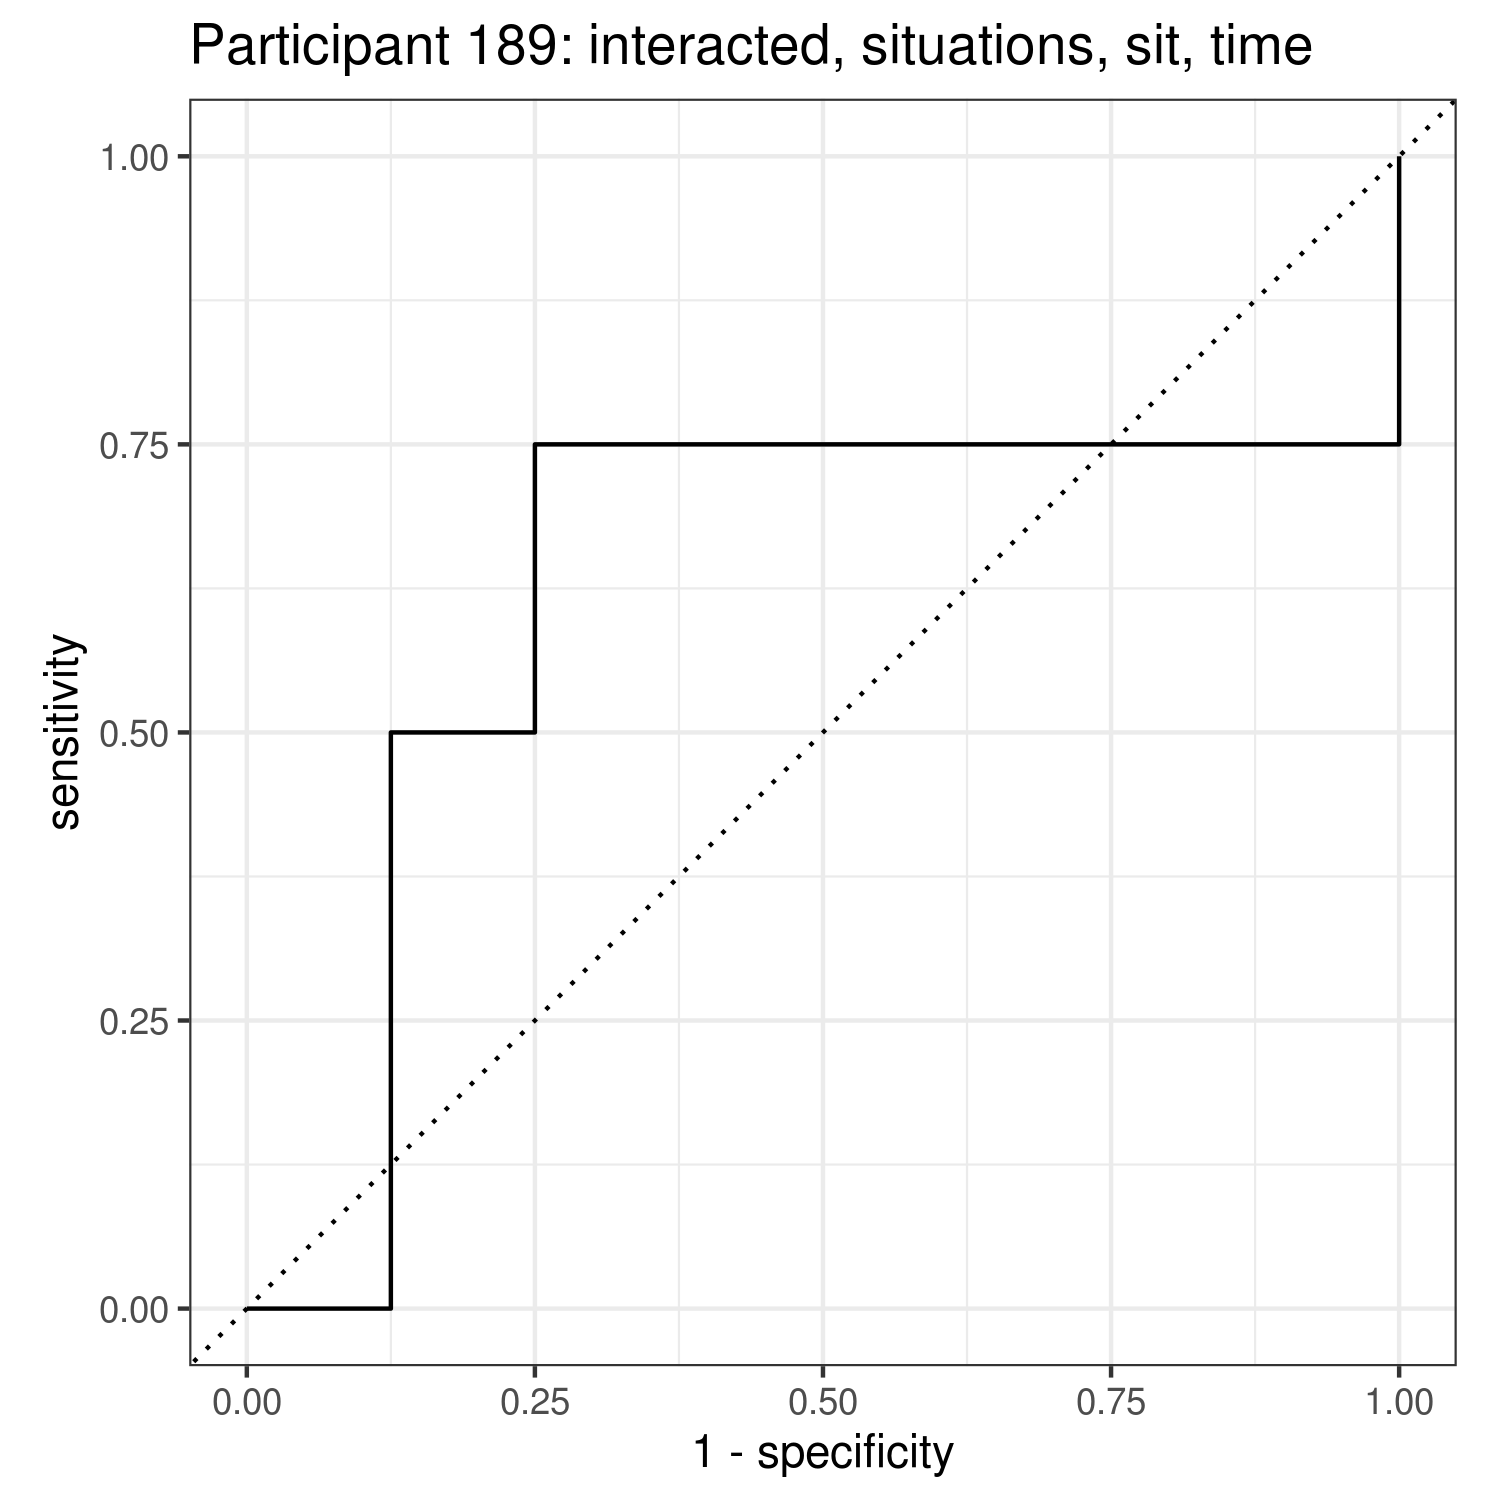 Participant 189: interacted, situations, sit, time
1.00
0.75
0.50
0.25
0.00
sensitivity
0.00 0.25 0.50 0.75 1.00
1 - specificity